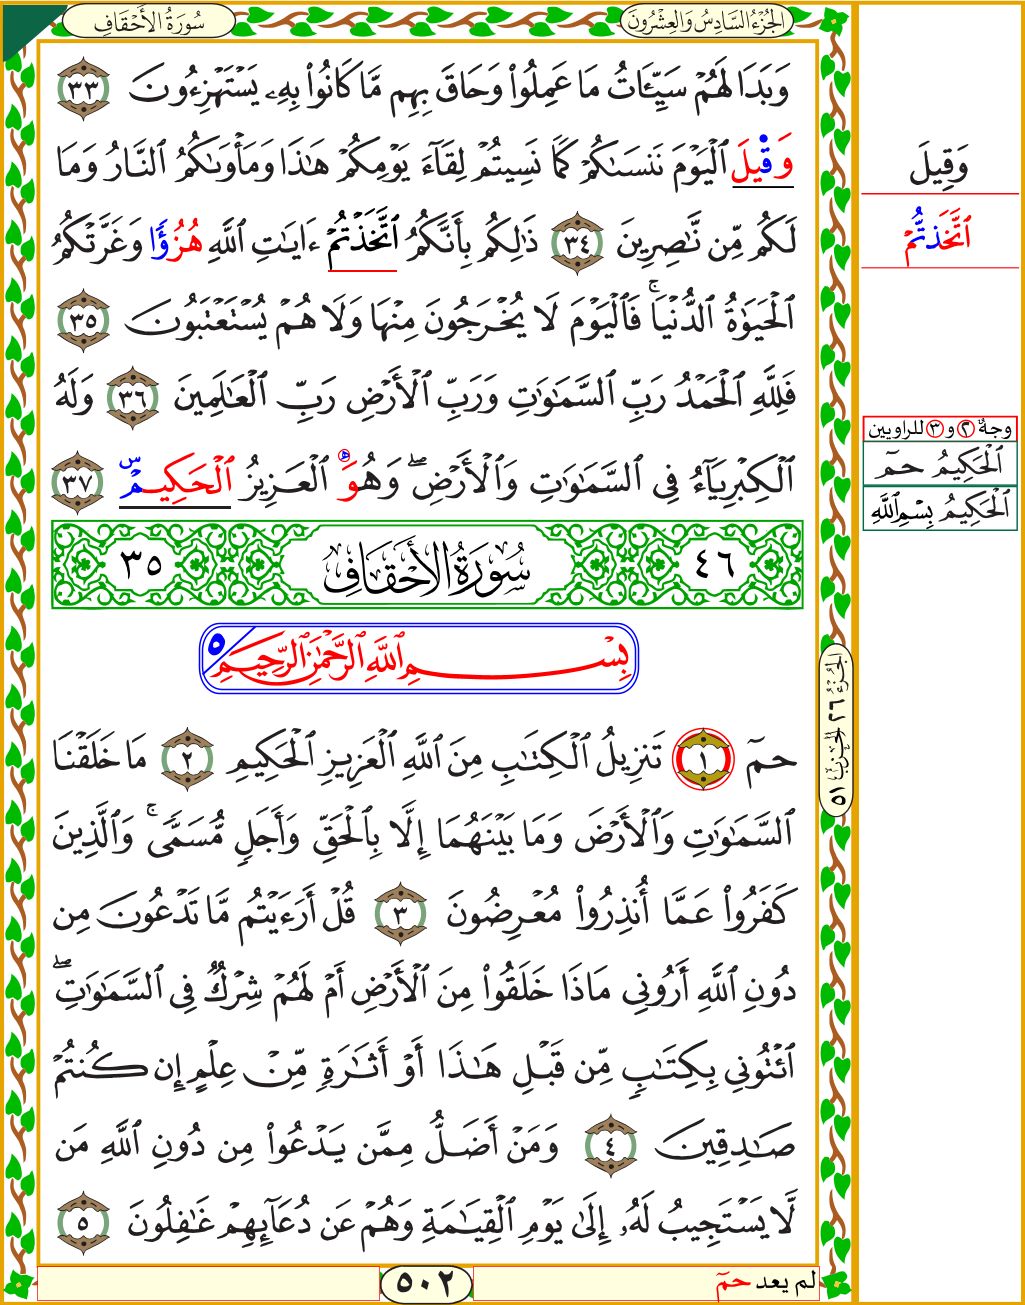 سُورَةُ الأَحْقَافِ
الجُزْءُ السَّادِسُ وَالعِشْرُونَ
وَبَدَا لَهُمْ سَيِّـَٔاتُ مَا عَمِلُوا۟ وَحَاقَ بِهِم مَّا كَانُوا۟ بِهِۦ يَسْتَهْزِءُونَ ٣٣
وَقِيلَ ٱلْيَوْمَ نَنسَىٰكُمْ كَمَا نَسِيتُمْ لِقَآءَ يَوْمِكُمْ هَٰذَا وَمَأْوَىٰكُمُ ٱلنَّارُ وَمَا
لَكُم مِّن نَّٰصِرِينَ ٣٤ ذَٰلِكُم بِأَنَّكُمُ ٱتَّخَذْتُمْ ءَايَٰتِ ٱللَّهِ هُزُؤًا وَغَرَّتْكُمُ
ٱلْحَيَوٰةُ ٱلدُّنْيَا ۚ فَٱلْيَوْمَ لَا يُخْرَجُونَ مِنْهَا وَلَا هُمْ يُسْتَعْتَبُونَ ٣٥
فَلِلَّهِ ٱلْحَمْدُ رَبِّ ٱلسَّمَٰوَٰتِ وَرَبِّ ٱلْأَرْضِ رَبِّ ٱلْعَٰلَمِينَ ٣٦ وَلَهُ
ٱلْكِبْرِيَآءُ فِى ٱلسَّمَٰوَٰتِ وَٱلْأَرْضِ ۖ وَهُوَ ٱلْعَزِيزُ ٱلْحَكِيمُ ٣٧
٤٦ سُورَةُ الأَحْقَافِ ٣٥
بِسْمِ ٱللَّهِ ٱلرَّحْمَٰنِ ٱلرَّحِيمِ ٥
حمٓ ١ تَنزِيلُ ٱلْكِتَٰبِ مِنَ ٱللَّهِ ٱلْعَزِيزِ ٱلْحَكِيمِ ٢ مَا خَلَقْنَا
ٱلسَّمَٰوَٰتِ وَٱلْأَرْضَ وَمَا بَيْنَهُمَا إِلَّا بِٱلْحَقِّ وَأَجَلٍ مُّسَمًّى ۚ وَٱلَّذِينَ
كَفَرُوا۟ عَمَّا أُنذِرُوا۟ مُعْرِضُونَ ٣ قُلْ أَرَءَيْتُم مَّا تَدْعُونَ مِن
دُونِ ٱللَّهِ أَرُونِى مَاذَا خَلَقُوا۟ مِنَ ٱلْأَرْضِ أَمْ لَهُمْ شِرْكٌ فِى ٱلسَّمَٰوَٰتِ ۖ
ٱئْتُونِى بِكِتَٰبٍ مِّن قَبْلِ هَٰذَا أَوْ أَثَٰرَةٍ مِّنْ عِلْمٍ إِن كُنتُمْ
صَٰدِقِينَ ٤ وَمَنْ أَضَلُّ مِمَّن يَدْعُوا۟ مِن دُونِ ٱللَّهِ مَن
لَّا يَسْتَجِيبُ لَهُۥ إِلَىٰ يَوْمِ ٱلْقِيَٰمَةِ وَهُمْ عَن دُعَآئِهِمْ غَٰفِلُونَ ٥
لم يعد حمٓ
٥٠٢
الجُزْءُ ٢٦ الحِزْبُ ٥١
وَقِيلَ
ٱتَّخَذتُّمْ
وجهٌ ٢ و ٣ للراويين
ٱلْحَكِيمُ حمٓ
ٱلْحَكِيمُ بِسْمِ ٱللَّهِ